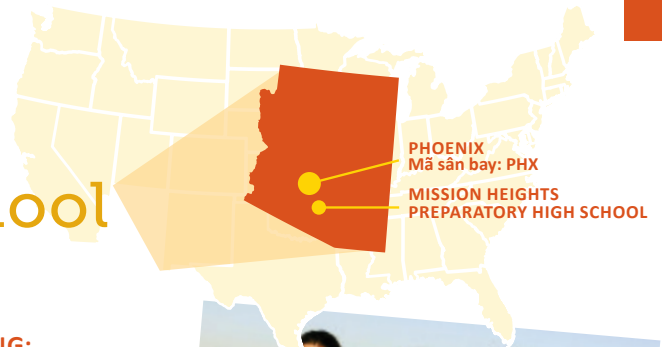 PHOENIX
Mã sân bay: PHX
MISSION HEIGHTS
PREPARATORY HIGH SCHOOL